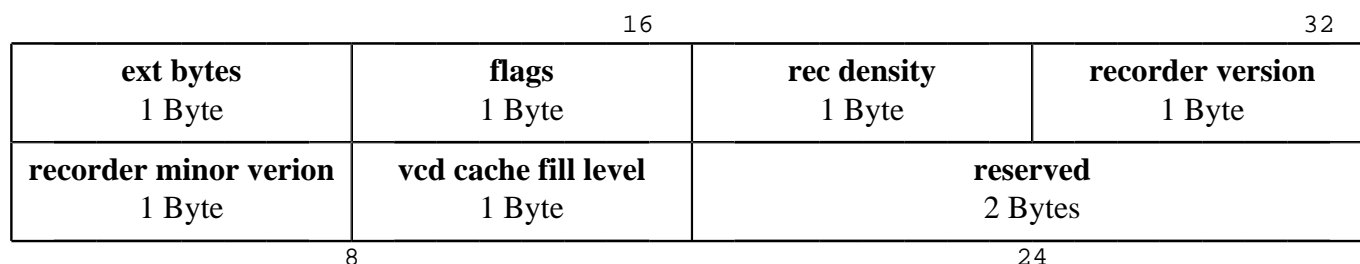 16 32
ext bytes flags rec density recorder version
1 Byte 1 Byte 1 Byte 1 Byte
recorder minor verion vcd cache fill level reserved
1 Byte 1 Byte 2 Bytes
8 24